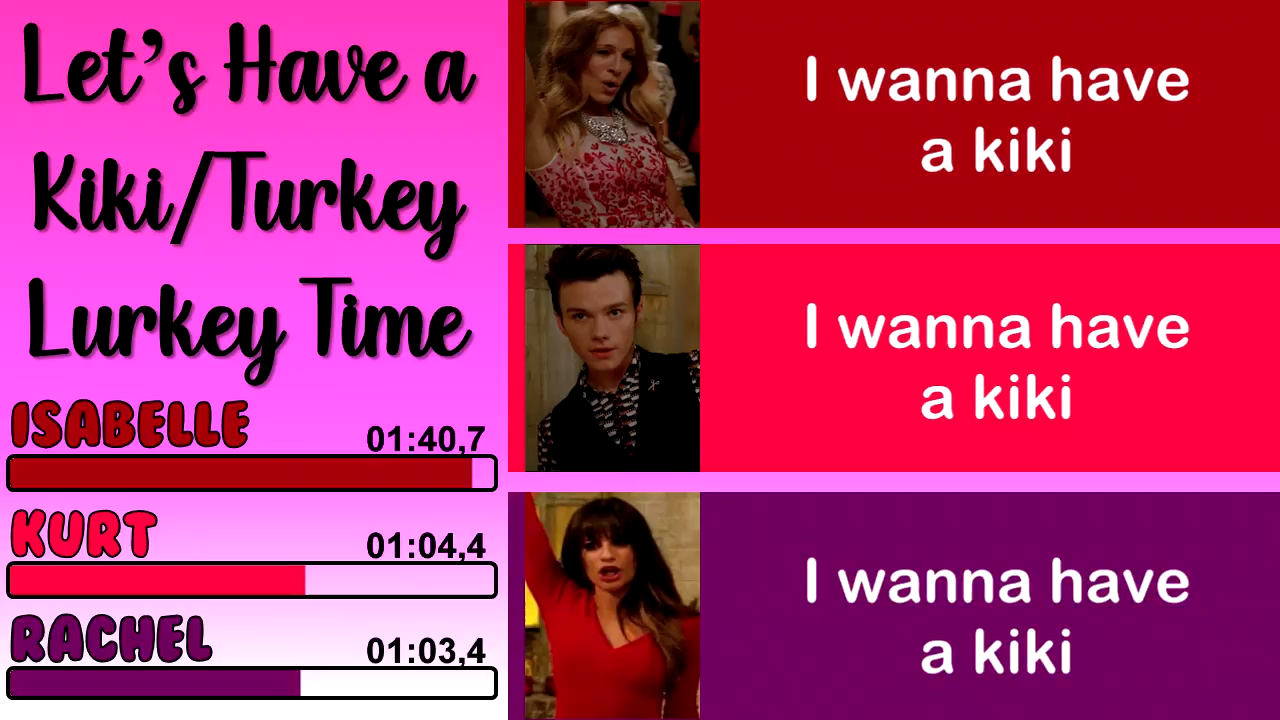 Let's Have a
Kiki/Turkey
Lurkey Time
ISABELLE 01:40,7
KURT 01:04,4
RACHEL 01:03,4
I wanna have
a kiki
I wanna have
a kiki
I wanna have
a kiki